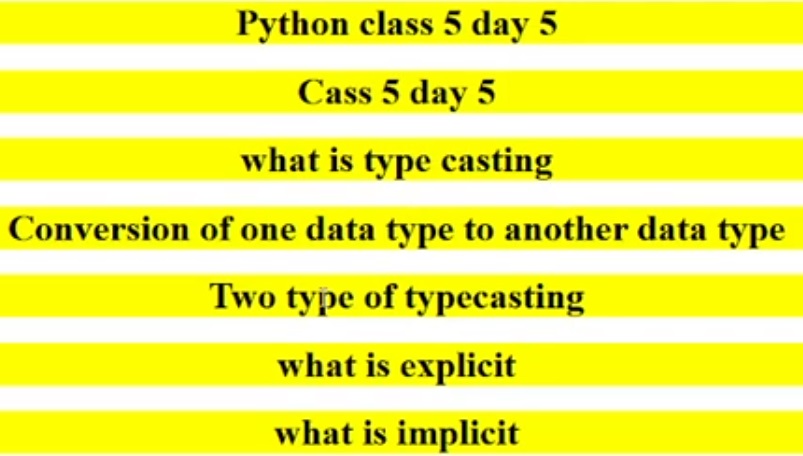 Python class 5 day 5
Cass 5 day 5
what is type casting
Conversion of one data type to another data type
Two type of typecasting
what is explicit
what is implicit